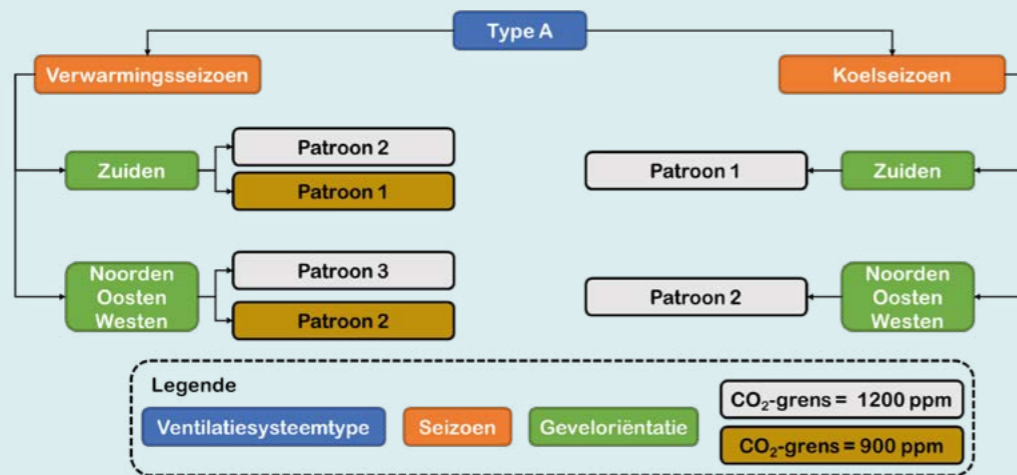 Type A
Verwarmingsseizoen
Koelseizoen
Zuiden
Patroon 2
Patroon 1
Patroon 1
Zuiden
Noorden
Oosten
Westen
Patroon 3
Patroon 2
Patroon 2
Noorden
Oosten
Westen
Legende
Ventilatiesysteemtype
Seizoen
Geveloriëntatie
CO₂-grens = 1200 ppm
CO₂-grens = 900 ppm